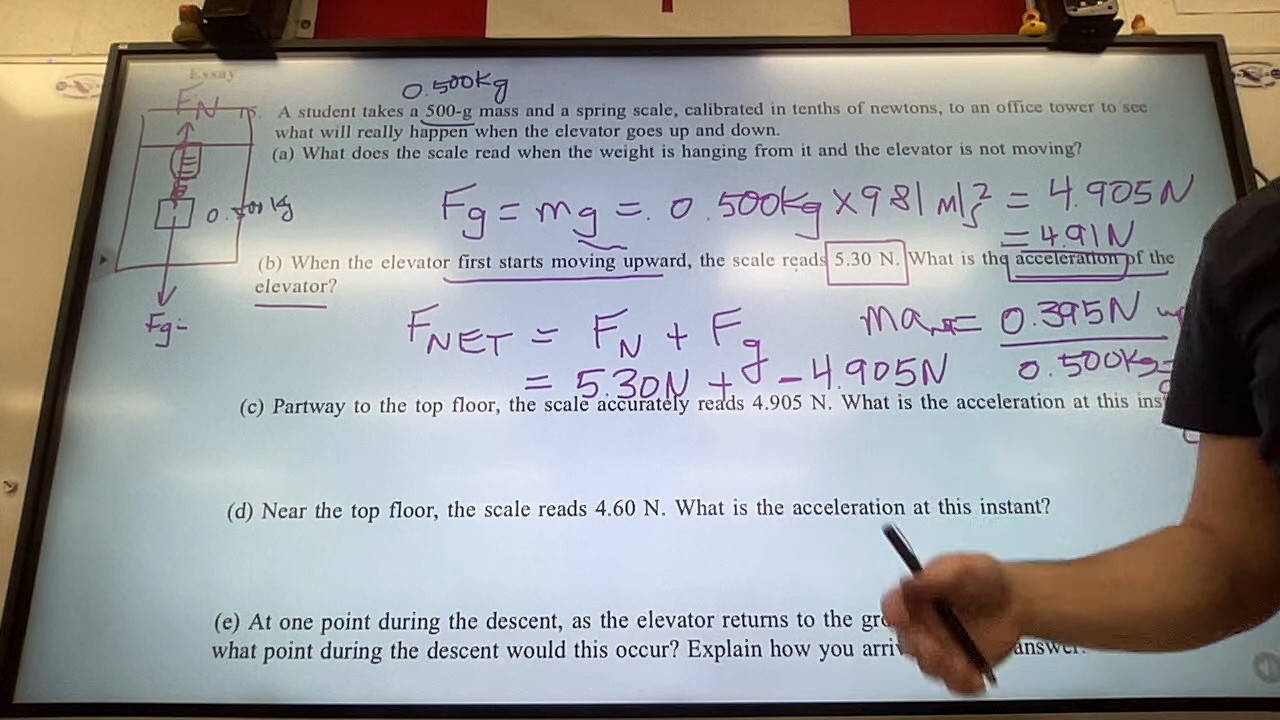 Essay
0.500Kg
FN
15. A student takes a 500-g mass and a spring scale, calibrated in tenths of newtons, to an office tower to see
what will really happen when the elevator goes up and down.
(a) What does the scale read when the weight is hanging from it and the elevator is not moving?
0.500 kg
Fg = mg = 0.500kg × 9.81 m/s² = 4.905N
= 4.91N
(b) When the elevator first starts moving upward, the scale reads 5.30 N. What is the acceleration of the
elevator?
Fg =
FNET = FN + Fg
= 5.30N + - 4.905N
= 0.395N
0.500Kg
(c) Partway to the top floor, the scale accurately reads 4.905 N. What is the acceleration at this
(d) Near the top floor, the scale reads 4.60 N. What is the acceleration at this instant?
(e) At one point during the descent, as the elevator returns to the
what point during the descent would this occur? Explain how you answer.